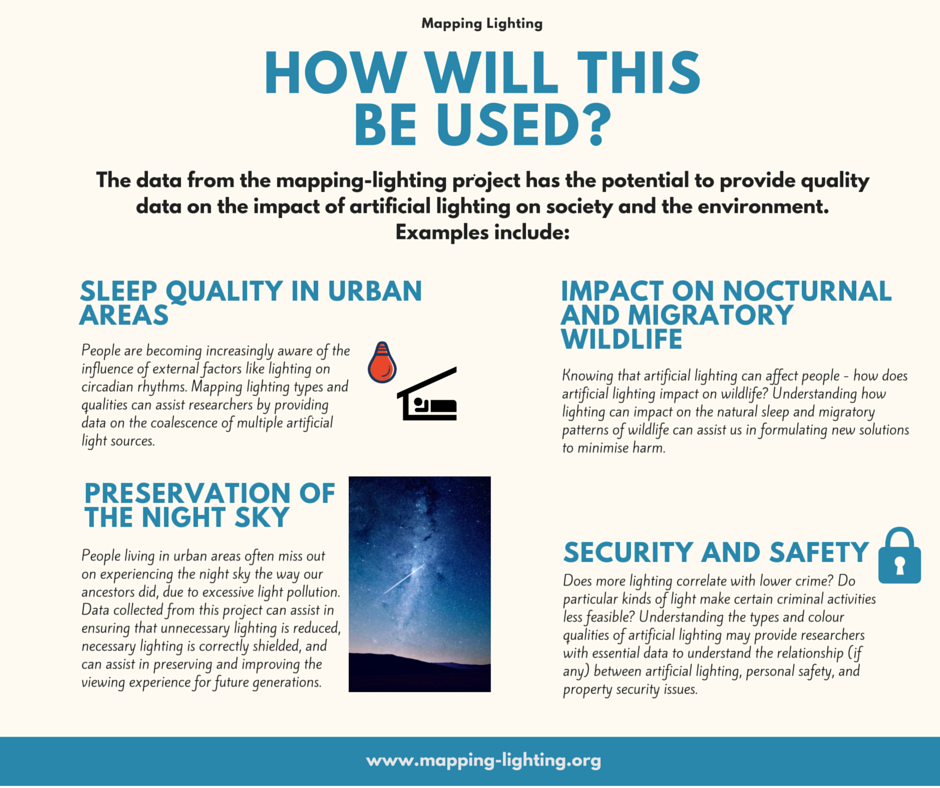 Mapping Lighting
HOW WILL THIS
BE USED?
The data from the mapping-lighting project has the potential to provide quality
data on the impact of artificial lighting on society and the environment.
Examples include:
SLEEP QUALITY IN URBAN
AREAS
People are becoming increasingly aware of the
influence of external factors like lighting on
circadian rhythms. Mapping lighting types and
qualities can assist researchers by providing
data on the coalescence of multiple artificial
light sources.
IMPACT ON NOCTURNAL
AND MIGRATORY
WILDLIFE
Knowing that artificial lighting can affect people - how does
artificial lighting impact on wildlife? Understanding how
lighting can impact on the natural sleep and migratory
patterns of wildlife can assist us in formulating new solutions
to minimise harm.
PRESERVATION OF
THE NIGHT SKY
People living in urban areas often miss out
on experiencing the night sky the way our
ancestors did, due to excessive light pollution.
Data collected from this project can assist in
ensuring that unnecessary lighting is reduced,
necessary lighting is correctly shielded, and
can assist in preserving and improving the
viewing experience for future generations.
SECURITY AND SAFETY
Does more lighting correlate with lower crime? Do
particular kinds of light make certain criminal activities
less feasible? Understanding the types and colour
qualities of artificial lighting may provide researchers
with essential data to understand the relationship (if
any) between artificial lighting, personal safety, and
property security issues.
www.mapping-lighting.org